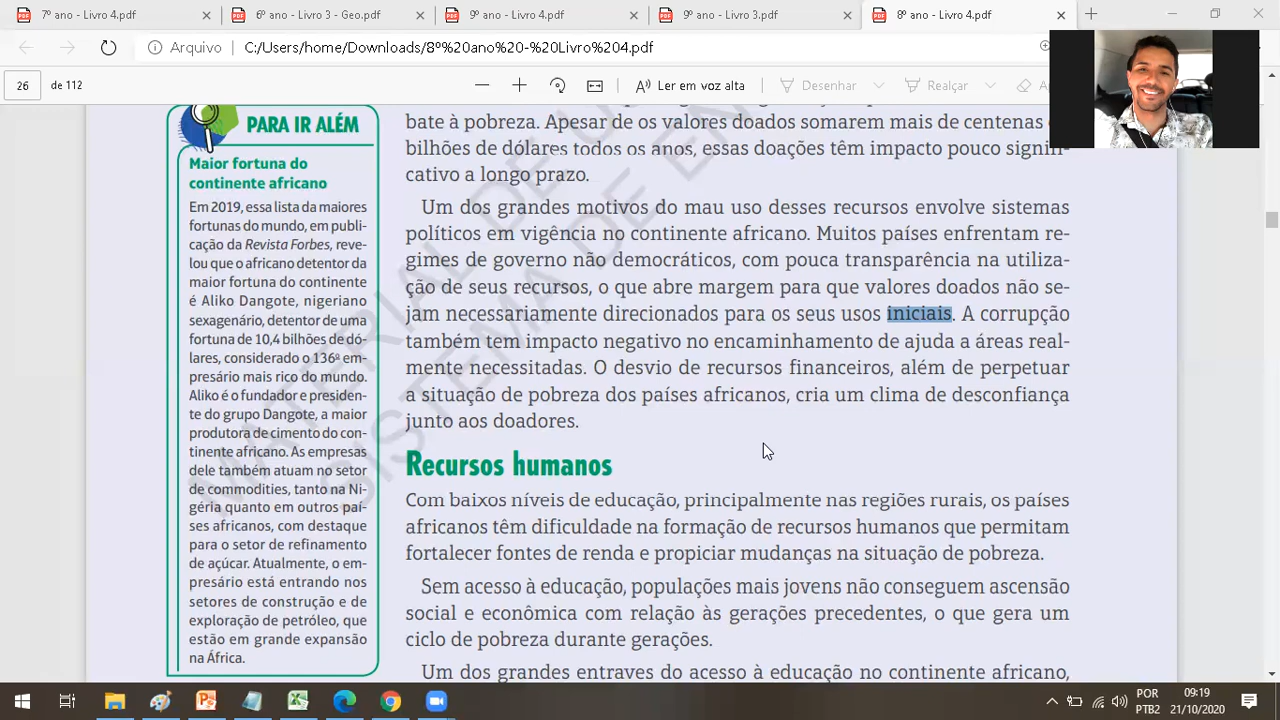 7º ano - Livro 4.pdf
6º ano - Livro 3 - Geo.pdf
9º ano - Livro 4.pdf
9º ano - Livro 3.pdf
8º ano - Livro 4.pdf
Arquivo
C:/Users/home/Downloads/8º%20ano%20-%20Livro%204.pdf
26
de 112
Ler em voz alta
Desenhar
Realçar
PARA IR ALÉM
Maior fortuna do
continente africano
Em 2019, essa lista da maiores
fortunas do mundo, em publi-
cação da Revista Forbes, reve-
lou que o africano detentor da
maior fortuna do continente
é Aliko Dangote, nigeriano
sexagenário, detentor de uma
fortuna de 10,4 bilhões de dó-
lares, considerado o 136º em-
presário mais rico do mundo.
Aliko é o fundador e presiden-
te do grupo Dangote, a maior
produtora de cimento do con-
tinente africano. As empresas
dele também atuam no setor
de commodities, tanto na Ni-
géria quanto em outros paí-
ses africanos, com destaque
para o setor de refinamento
de açúcar. Atualmente, o em-
presário está entrando nos
setores de construção e de
exploração de petróleo, que
estão em grande expansão
na África.
bate à pobreza. Apesar de os valores doados somarem mais de centenas
bilhões de dólares todos os anos, essas doações têm impacto pouco signifi-
cativo a longo prazo.
Um dos grandes motivos do mau uso desses recursos envolve sistemas
políticos em vigência no continente africano. Muitos países enfrentam re-
gimes de governo não democráticos, com pouca transparência na utiliza-
ção de seus recursos, o que abre margem para que valores doados não se-
jam necessariamente direcionados para os seus usos iniciais. A corrupção
também tem impacto negativo no encaminhamento de ajuda a áreas real-
mente necessitadas. O desvio de recursos financeiros, além de perpetuar
a situação de pobreza dos países africanos, cria um clima de desconfiança
junto aos doadores.
Recursos humanos
Com baixos níveis de educação, principalmente nas regiões rurais, os países
africanos têm dificuldade na formação de recursos humanos que permitam
fortalecer fontes de renda e propiciar mudanças na situação de pobreza.
Sem acesso à educação, populações mais jovens não conseguem ascensão
social e econômica com relação às gerações precedentes, o que gera um
ciclo de pobreza durante gerações.
Um dos grandes entraves do acesso à educação no continente africano,
MATERIAL DE U
SISTEMA DE EN
POR
PTB2
09:19
21/10/2020